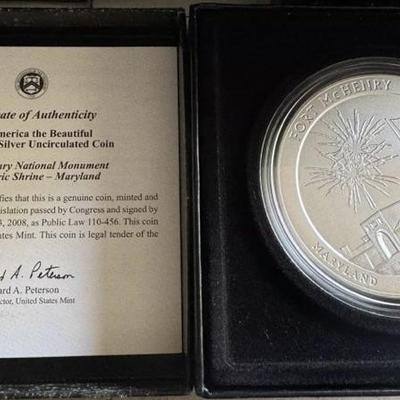 ate of Authenticity
merica the Beautiful
Silver Uncirculated Coin
ry National Monument
ric Shrine – Maryland
ifies that this is a genuine coin, minted and
islation passed by Congress and signed by
3, 2008, as Public Law 110-456. This coin
tes Mint. This coin is legal tender of the
d A. Peterson
ard A. Peterson
ctor, United States Mint
FORT McHENRY
MARYLAND